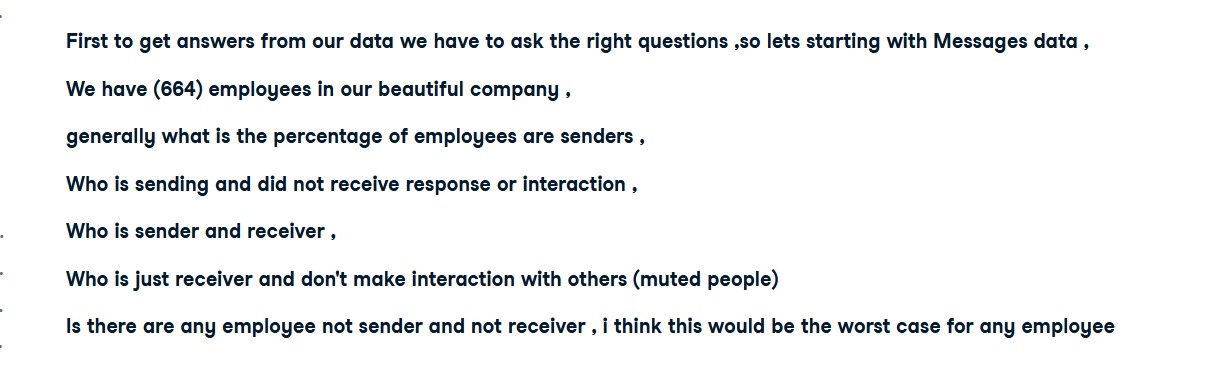 First to get answers from our data we have to ask the right questions ,so lets starting with Messages data ,
We have (664) employees in our beautiful company ,
generally what is the percentage of employees are senders ,
Who is sending and did not receive response or interaction ,
Who is sender and receiver ,
Who is just receiver and don't make interaction with others (muted people)
Is there are any employee not sender and not receiver , i think this would be the worst case for any employee